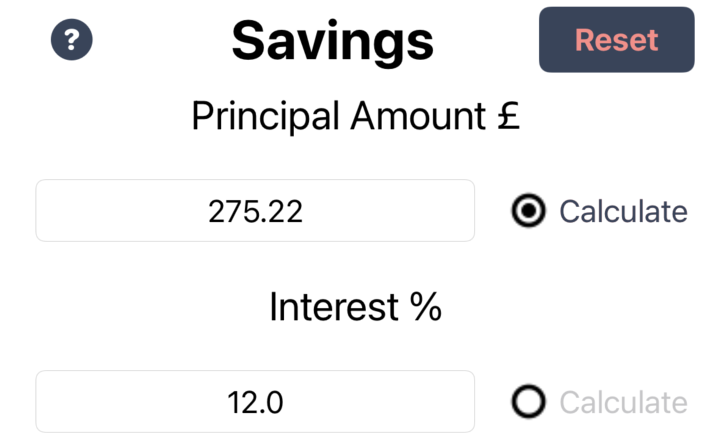 ? Savings Reset
Principal Amount £
275.22 Calculate
Interest %
12.0 Calculate